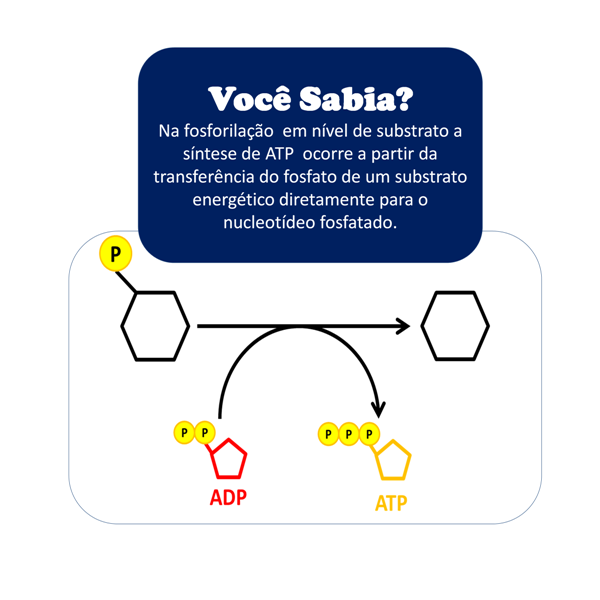 Você Sabia?
Na fosforilação em nível de substrato a
síntese de ATP ocorre a partir da
transferência do fosfato de um substrato
energético diretamente para o
nucleotídeo fosfatado.
P
P P
P P P
ADP
ATP